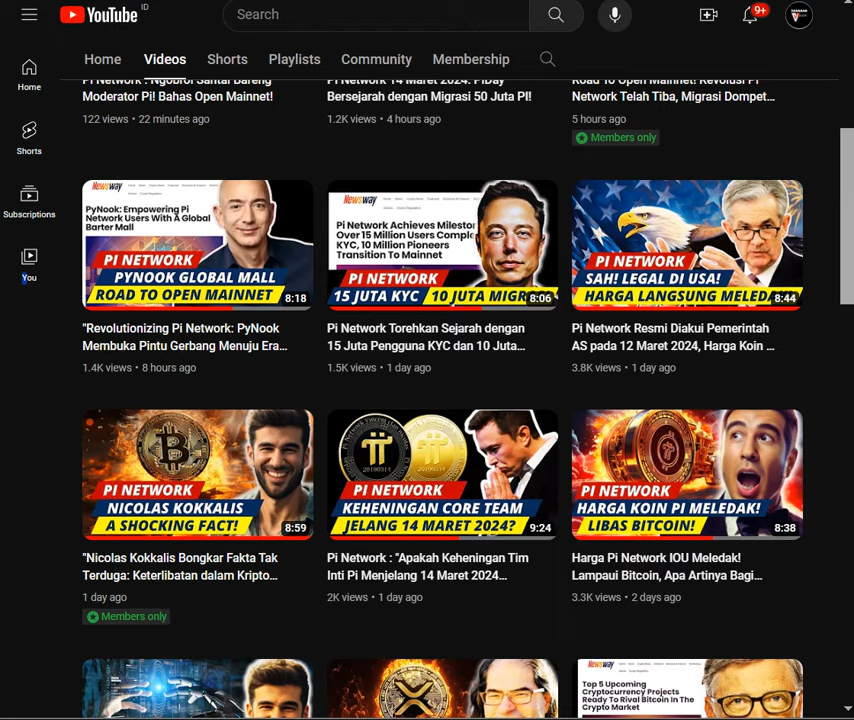 YouTube ID
Search
9+
Home
Videos
Shorts
Playlists
Community
Membership
Home
Shorts
Subscriptions
You
Pi Network : Ngobrol Santai Bareng
Moderator Pi! Bahas Open Mainnet!
122 views • 22 minutes ago
Pi Network 14 Maret 2024: PiDay
Bersejarah dengan Migrasi 50 Juta PI!
1.2K views • 4 hours ago
Road To Open Mainnet! Revolusi Pi
Network Telah Tiba, Migrasi Dompet...
5 hours ago
Members only
Newsway
PyNook: Empowering Pi
Network Users With A Global
Barter Mall
PI NETWORK
PYNOOK GLOBAL MALL
ROAD TO OPEN MAINNET
8:18
"Revolutionizing Pi Network: PyNook
Membuka Pintu Gerbang Menuju Era...
1.4K views • 8 hours ago
Newsway
Pi Network Achieves Milesto
Over 15 Million Users Comple
KYC, 10 Million Pioneers
Transition To Mainnet
PI NETWORK
15 JUTA KYC 10 JUTA MIGR
8:06
Pi Network Torehkan Sejarah dengan
15 Juta Pengguna KYC dan 10 Juta...
1.5K views • 1 day ago
PI NETWORK
SAH! LEGAL DI USA!
HARGA LANGSUNG MELEDA
8:44
Pi Network Resmi Diakui Pemerintah
AS pada 12 Maret 2024, Harga Koin ...
3.8K views • 1 day ago
PI NETWORK
NICOLAS KOKKALIS
A SHOCKING FACT!
8:59
"Nicolas Kokkalis Bongkar Fakta Tak
Terduga: Keterlibatan dalam Kripto...
1 day ago
Members only
20190314
20190314
PI NETWORK
KEHENINGAN CORE TEAM
JELANG 14 MARET 2024?
9:24
Pi Network : "Apakah Keheningan Tim
Inti Pi Menjelang 14 Maret 2024...
2K views • 1 day ago
PI NETWORK
HARGA KOIN PI MELEDAK!
LIBAS BITCOIN!
8:38
Harga Pi Network IOU Meledak!
Lampaui Bitcoin, Apa Artinya Bagi...
3.3K views • 2 days ago
Newsway
Top 5 Upcoming
Cryptocurrency Projects
Ready To Rival Bitcoin In The
Crypto Market